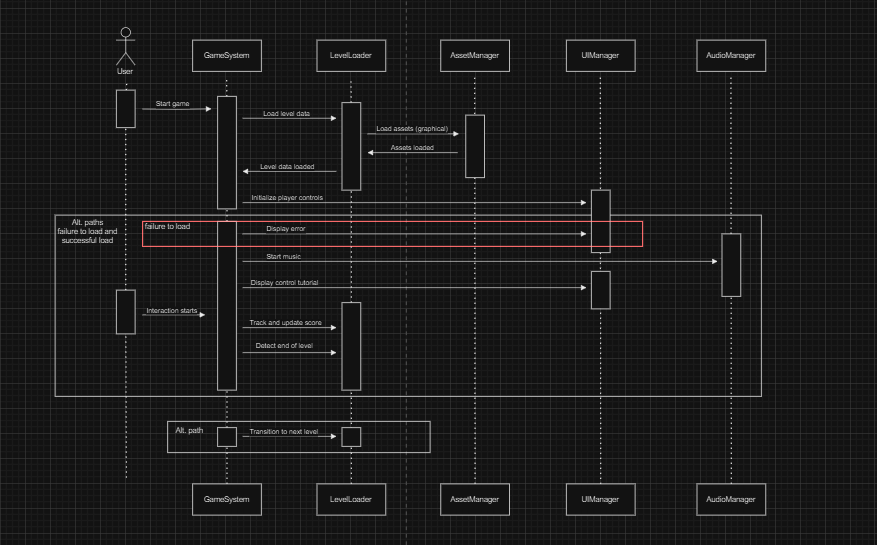 GameSystem
LevelLoader
AssetManager
UIManager
AudioManager
User
Start game
Load level data
Load assets (graphical)
Assets loaded
Level data loaded
Initialize player controls
Alt. paths
failure to load and
successful load
failure to load
Display error
Start music
Display control tutorial
Interaction starts
Track and update score
Detect end of level
Alt. path
Transition to next level
GameSystem
LevelLoader
AssetManager
UIManager
AudioManager